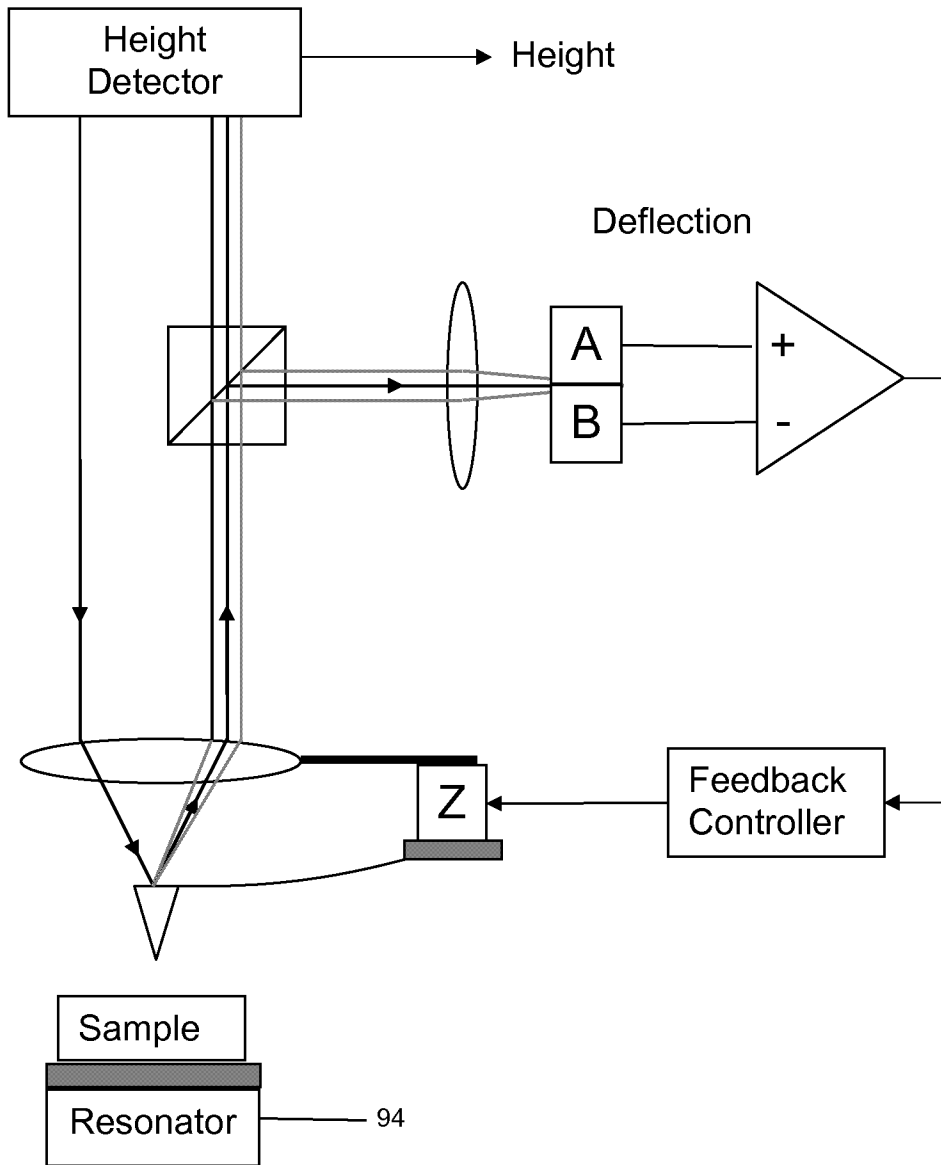 Height
Detector
Height
Deflection
A
+
B
-
Z
Feedback
Controller
Sample
Resonator
94